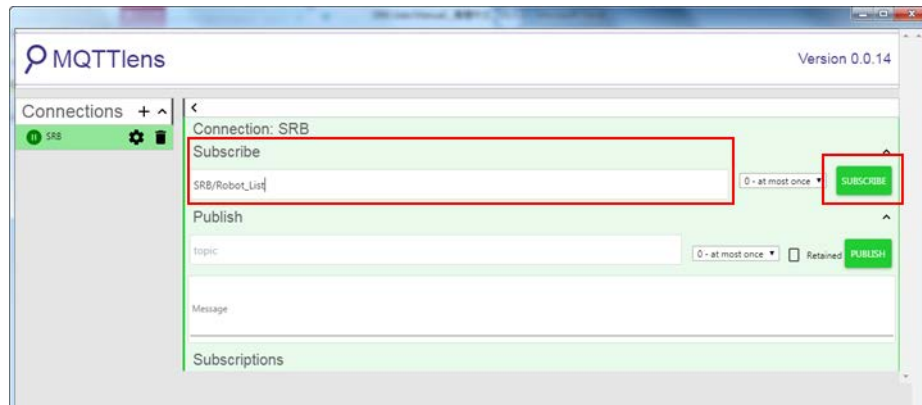 MQTTlens
Version 0.0.14
Connections
SRB
Connection: SRB
Subscribe
SRB/Robot_List
0 - at most once
SUBSCRIBE
Publish
topic
0 - at most once
Retained
PUBLISH
Message
Subscriptions